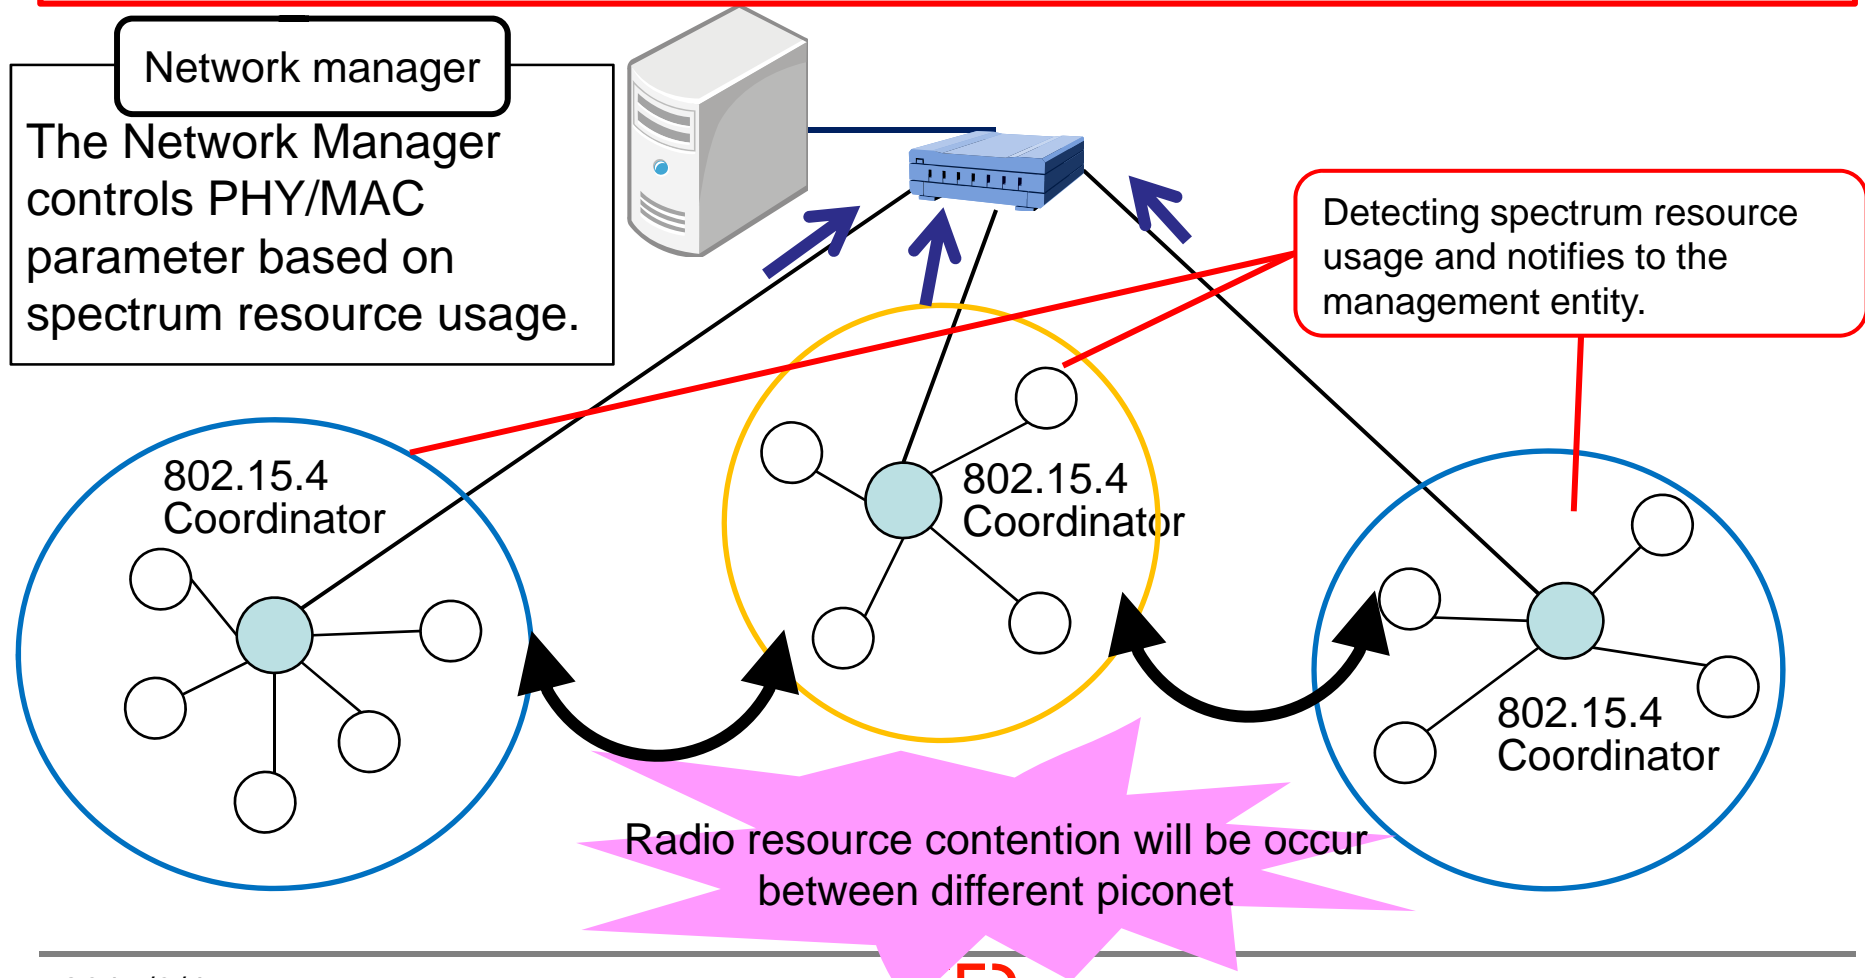 Network manager
The Network Manager
controls PHY/MAC
parameter based on
spectrum resource usage.
Detecting spectrum resource
usage and notifies to the
management entity.
802.15.4
Coordinator
802.15.4
Coordinator
802.15.4
Coordinator
Radio resource contention will be occur
between different piconet